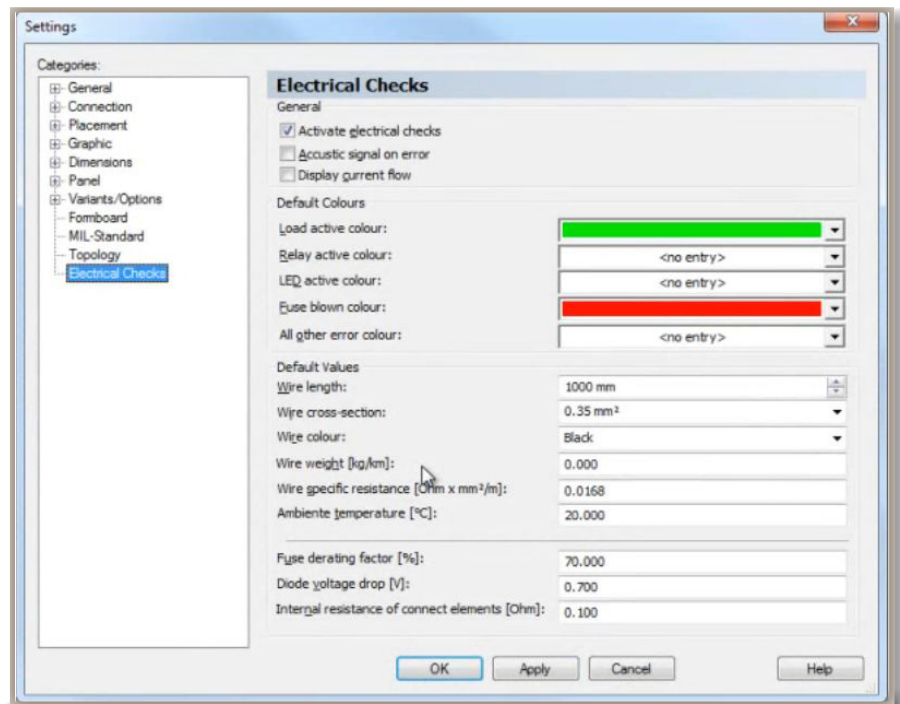 Settings
Categories:
General
Connection
Placement
Graphic
Dimensions
Panel
Variants/Options
Formboard
MIL-Standard
Topology
Electrical Checks
Electrical Checks
General
Activate electrical checks
Accustic signal on error
Display current flow
Default Colours
Load active colour:
Relay active colour: <no entry>
LED active colour: <no entry>
Fuse blown colour:
All other error colour: <no entry>
Default Values
Wire length: 1000 mm
Wire cross-section: 0.35 mm²
Wire colour: Black
Wire weight [kg/km]: 0.000
Wire specific resistance [Ohm x mm²/m]: 0.0168
Ambiente temperature [°C]: 20.000
Fuse derating factor [%]: 70.000
Diode voltage drop [V]: 0.700
Internal resistance of connect elements [Ohm]: 0.100
OK Apply Cancel Help